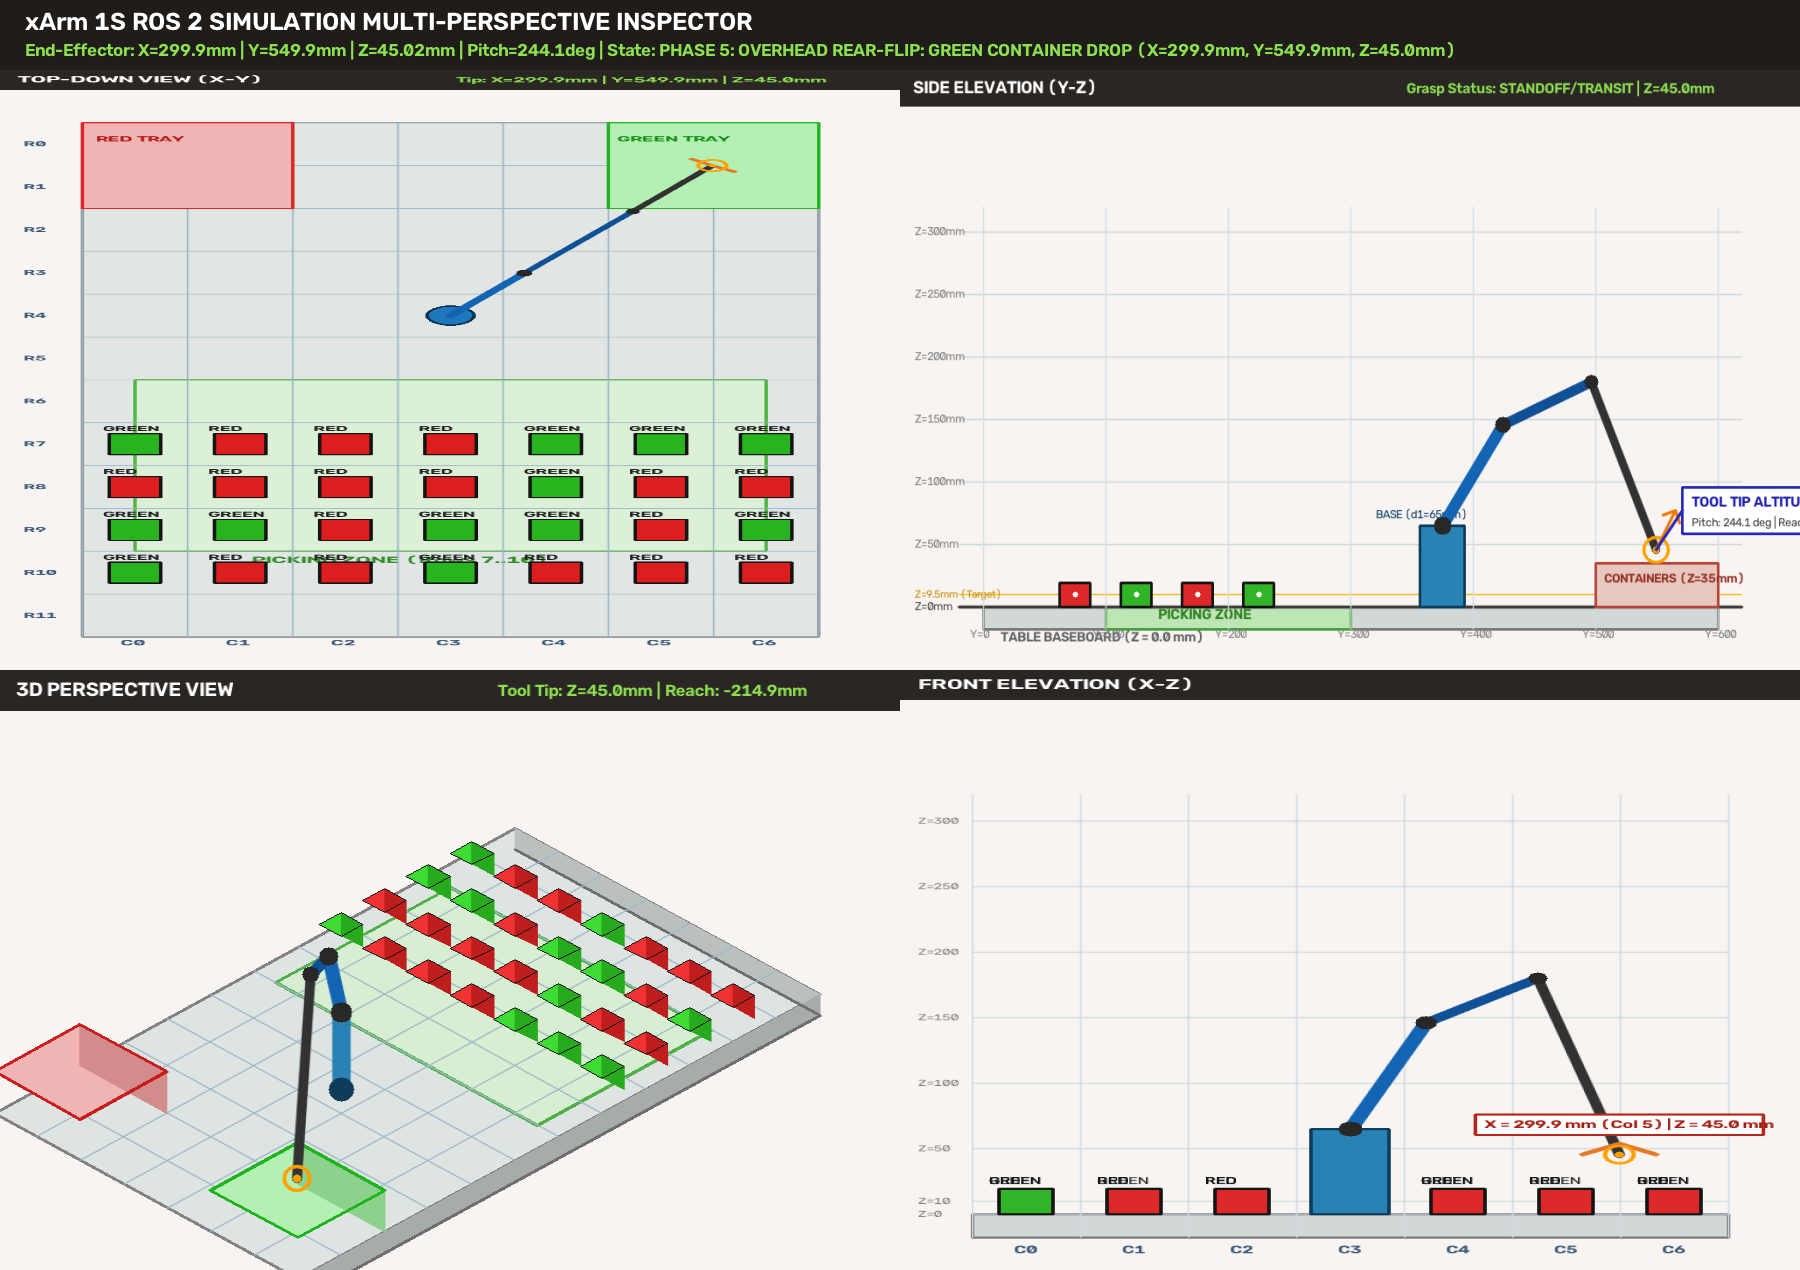 xArm 1S ROS 2 SIMULATION MULTI-PERSPECTIVE INSPECTOR
End-Effector: X=299.9mm | Y=549.9mm | Z=45.02mm | Pitch=244.1deg | State: PHASE 5: OVERHEAD REAR-FLIP: GREEN CONTAINER DROP (X=299.9mm, Y=549.9mm, Z=45.0mm)
TOP-DOWN VIEW (X-Y)
Tip: X=299.9mm | Y=549.9mm | Z=45.0mm
RED TRAY
GREEN TRAY
R0
R1
R2
R3
R4
R5
R6
GREEN RED RED RED GREEN GREEN GREEN
R7
RED RED RED RED GREEN RED RED
R8
GREEN GREEN RED GREEN RED GREEN GREEN
R9
GREEN RED RED GREEN RED RED RED
PICKING ZONE
R10
R11
C0 C1 C2 C3 C4 C5 C6
SIDE ELEVATION (Y-Z)
Grasp Status: STANDOFF/TRANSIT | Z=45.0mm
Z=300mm
Z=250mm
Z=200mm
Z=150mm
Z=100mm
Z=50mm
Z=9.5mm (Target)
Z=0mm
BASE (d1=65mm)
TOOL TIP ALTITU
Pitch: 244.1 deg | Reac
CONTAINERS (Z=35mm)
PICKING ZONE
Y=0 Y=200 Y=300 Y=400 Y=500 Y=600
TABLE BASEBOARD (Z = 0.0 mm)
3D PERSPECTIVE VIEW
Tool Tip: Z=45.0mm | Reach: -214.9mm
FRONT ELEVATION (X-Z)
Z=300
Z=250
Z=200
Z=150
Z=100
Z=50
Z=10
Z=0
X = 299.9 mm (Col 5) | Z = 45.0 mm
RED
C0 C1 C2 C3 C4 C5 C6